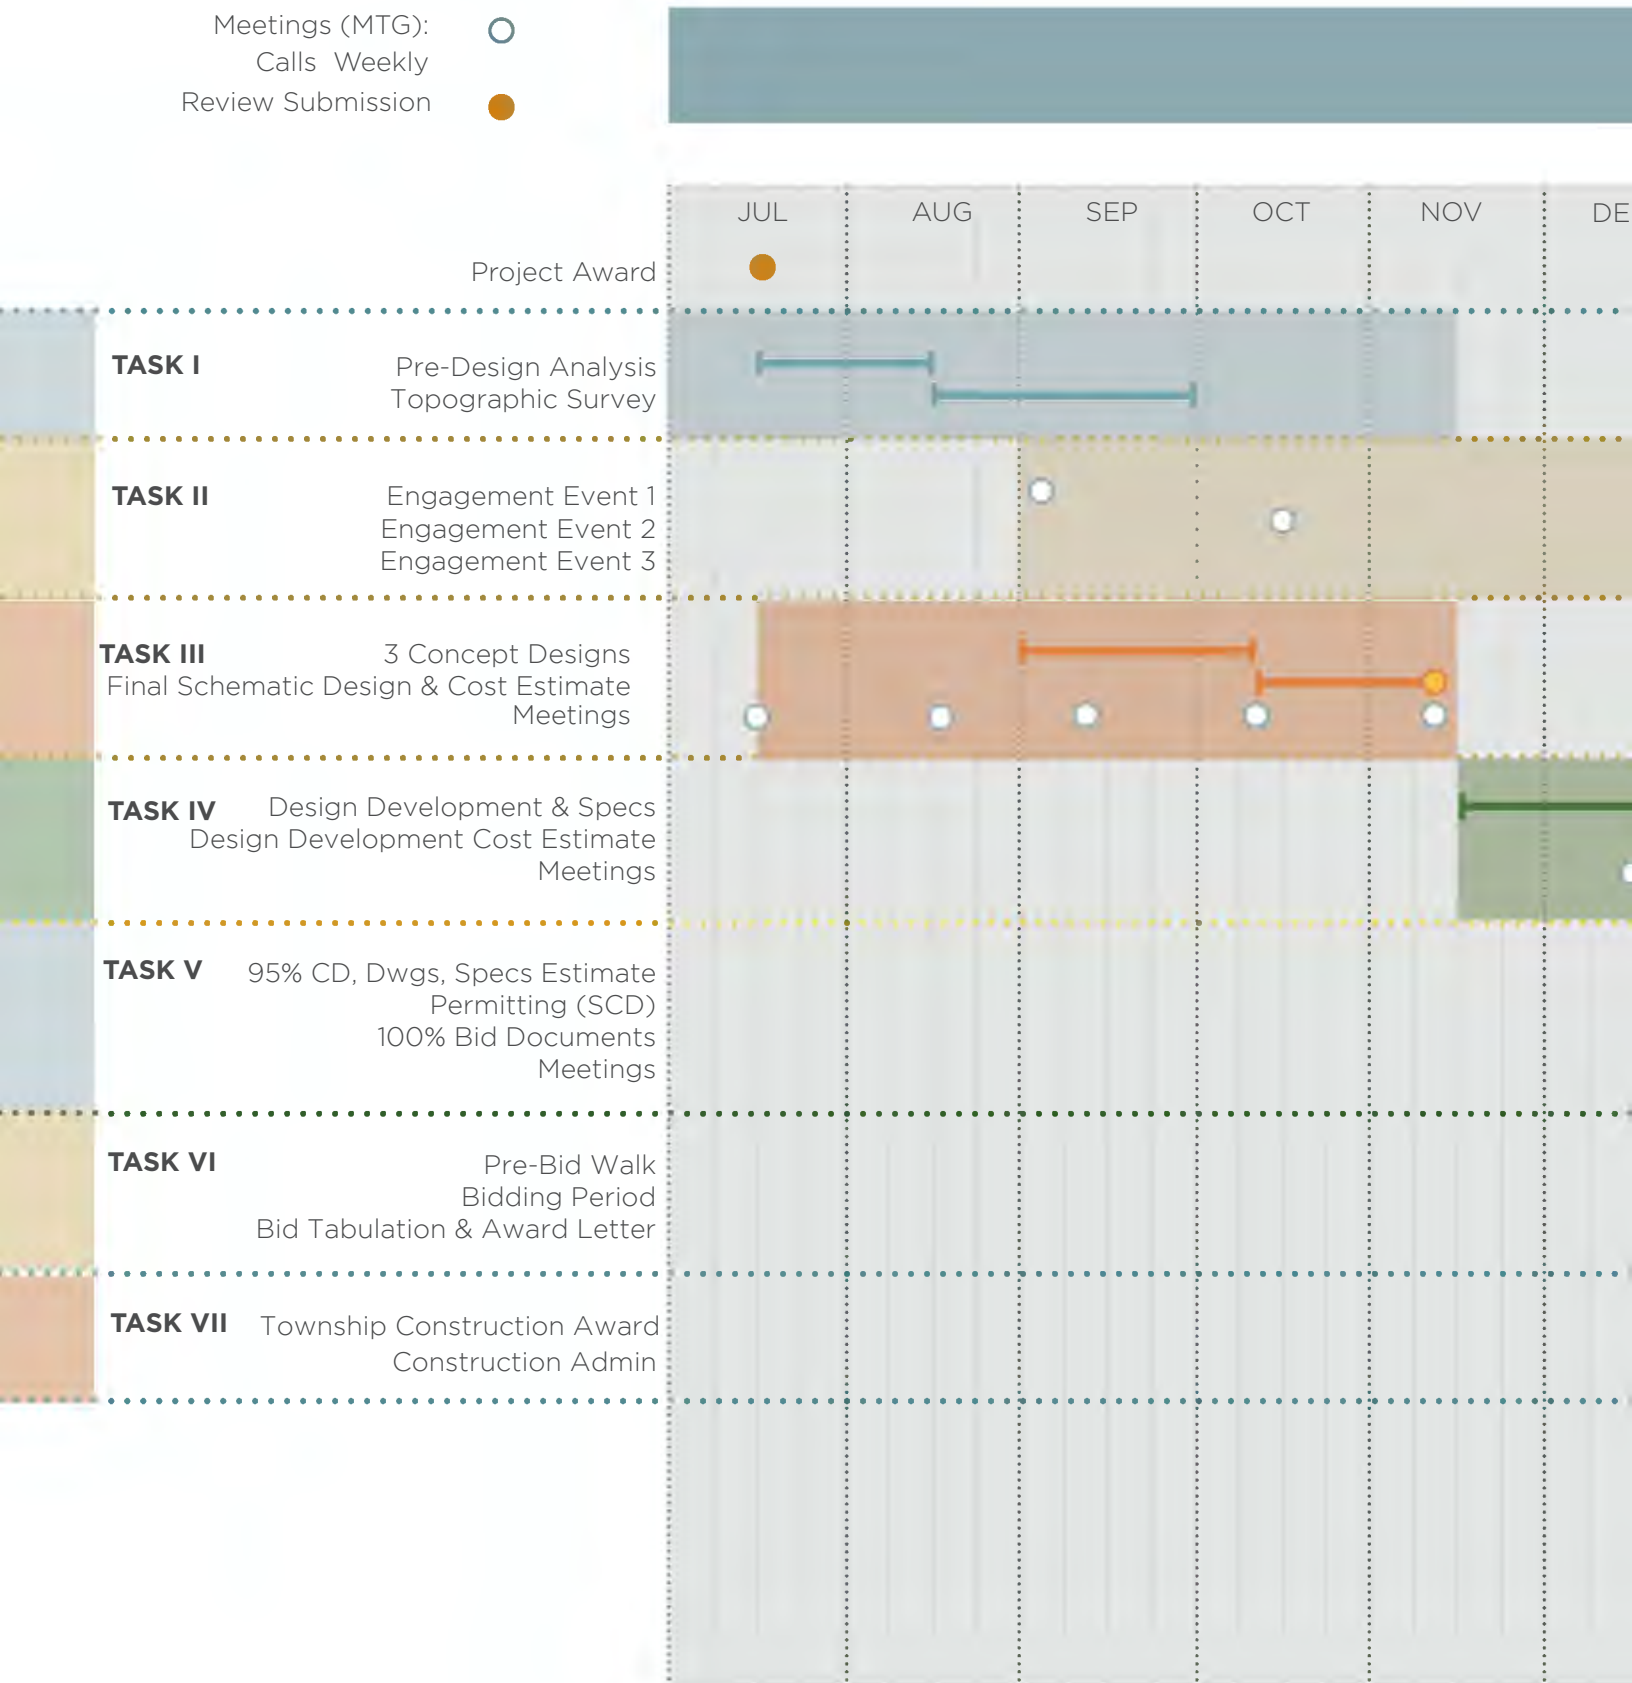 Meetings (MTG):
Calls Weekly
Review Submission
JUL AUG SEP OCT NOV DE
Project Award
TASK I Pre-Design Analysis
Topographic Survey
TASK II Engagement Event 1
Engagement Event 2
Engagement Event 3
TASK III 3 Concept Designs
Final Schematic Design & Cost Estimate
Meetings
TASK IV Design Development & Specs
Design Development Cost Estimate
Meetings
TASK V 95% CD, Dwgs, Specs Estimate
Permitting (SCD)
100% Bid Documents
Meetings
TASK VI Pre-Bid Walk
Bidding Period
Bid Tabulation & Award Letter
TASK VII Township Construction Award
Construction Admin